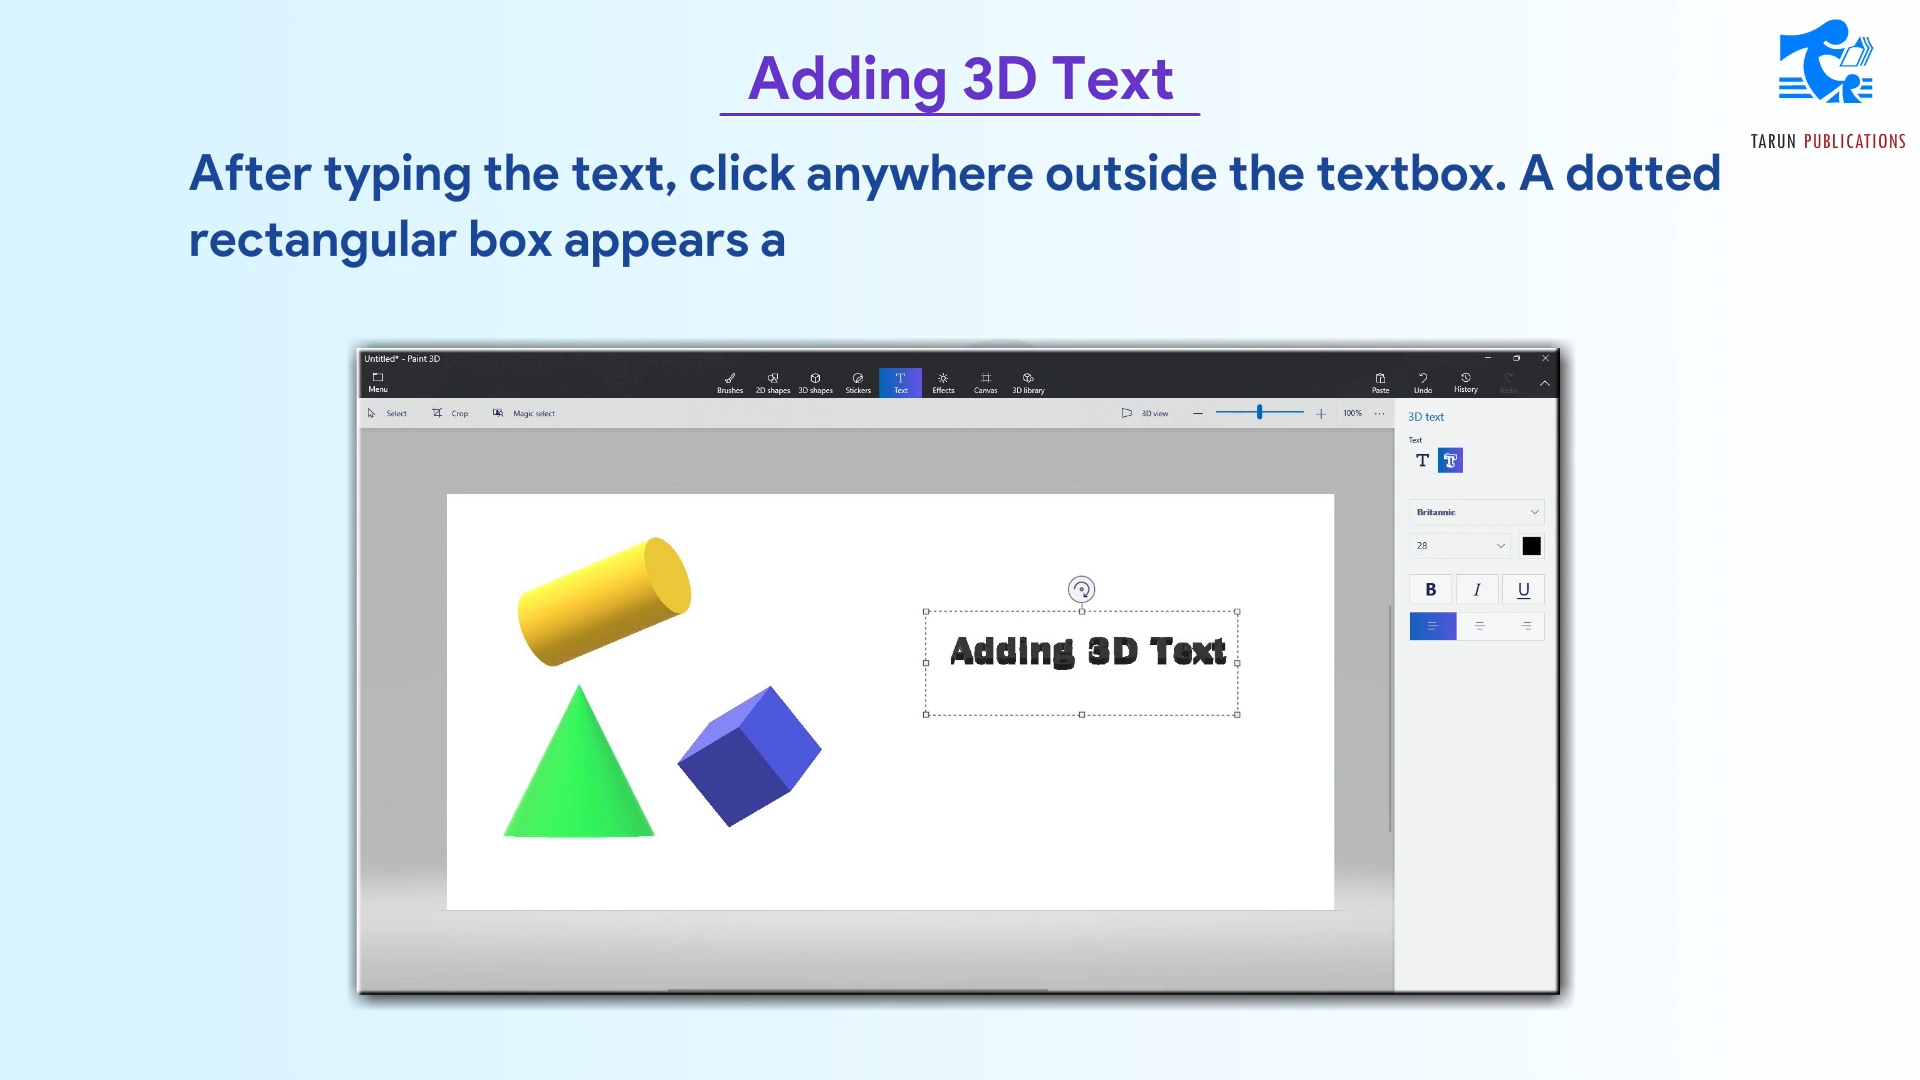 Adding 3D Text
TARUN PUBLICATIONS
After typing the text, click anywhere outside the textbox. A dotted
rectangular box appears a
Untitled* - Paint 3D
Menu
Brushes
2D shapes
3D shapes
Stickers
Text
Effects
Canvas
3D library
Paste
Undo
History
Redo
Select
Crop
Magic select
3D view
100%
3D text
Text
Britannic
28
B I U
Adding 3D Text